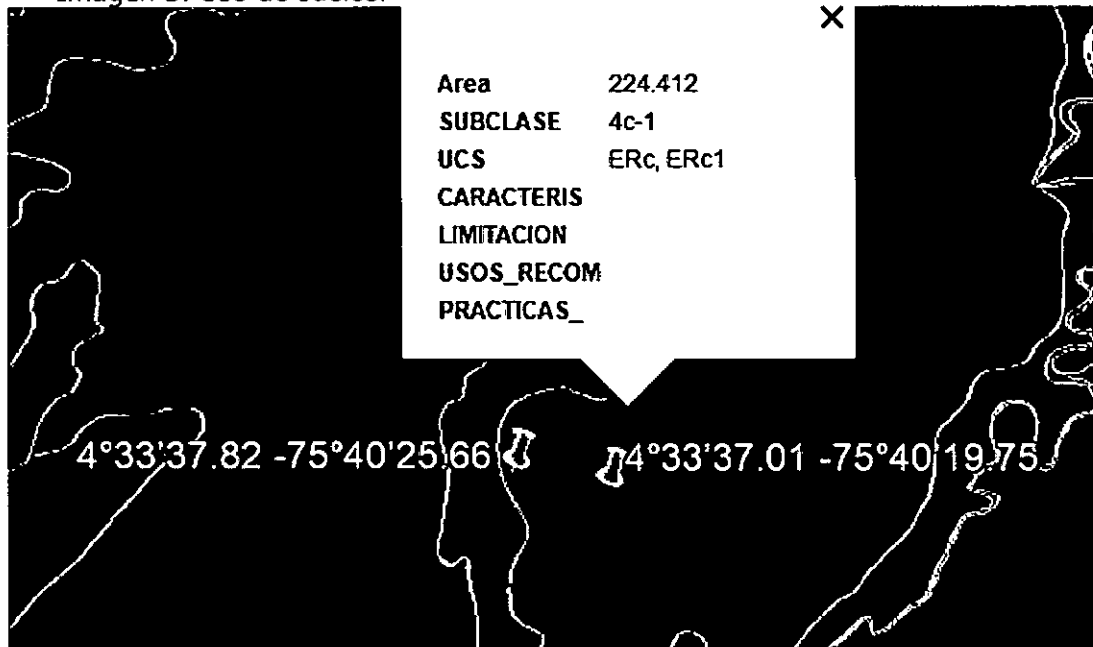 Area 224.412
SUBCLASE 4c-1
UCS ERc, ERc1
CARACTERIS
LIMITACION
USOS_RECOM
PRACTICAS_
4°33'37.82 -75°40'25.66
4°33'37.01 -75°40'19.75